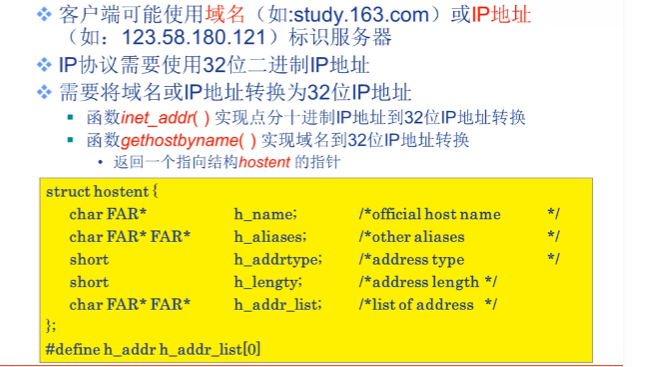 客户端可能使用域名（如:study.163.com）或IP地址
（如：123.58.180.121）标识服务器
IP协议需要使用32位二进制IP地址
需要将域名或IP地址转换为32位IP地址
函数inet_addr( ) 实现点分十进制IP地址到32位IP地址转换
函数gethostbyname( ) 实现域名到32位IP地址转换
• 返回一个指向结构hostent 的指针
struct hostent {
char FAR* h_name; /*official host name */
char FAR* FAR* h_aliases; /*other aliases */
short h_addrtype; /*address type */
short h_lengty; /*address length */
char FAR* FAR* h_addr_list; /*list of address */
};
#define h_addr h_addr_list[0]